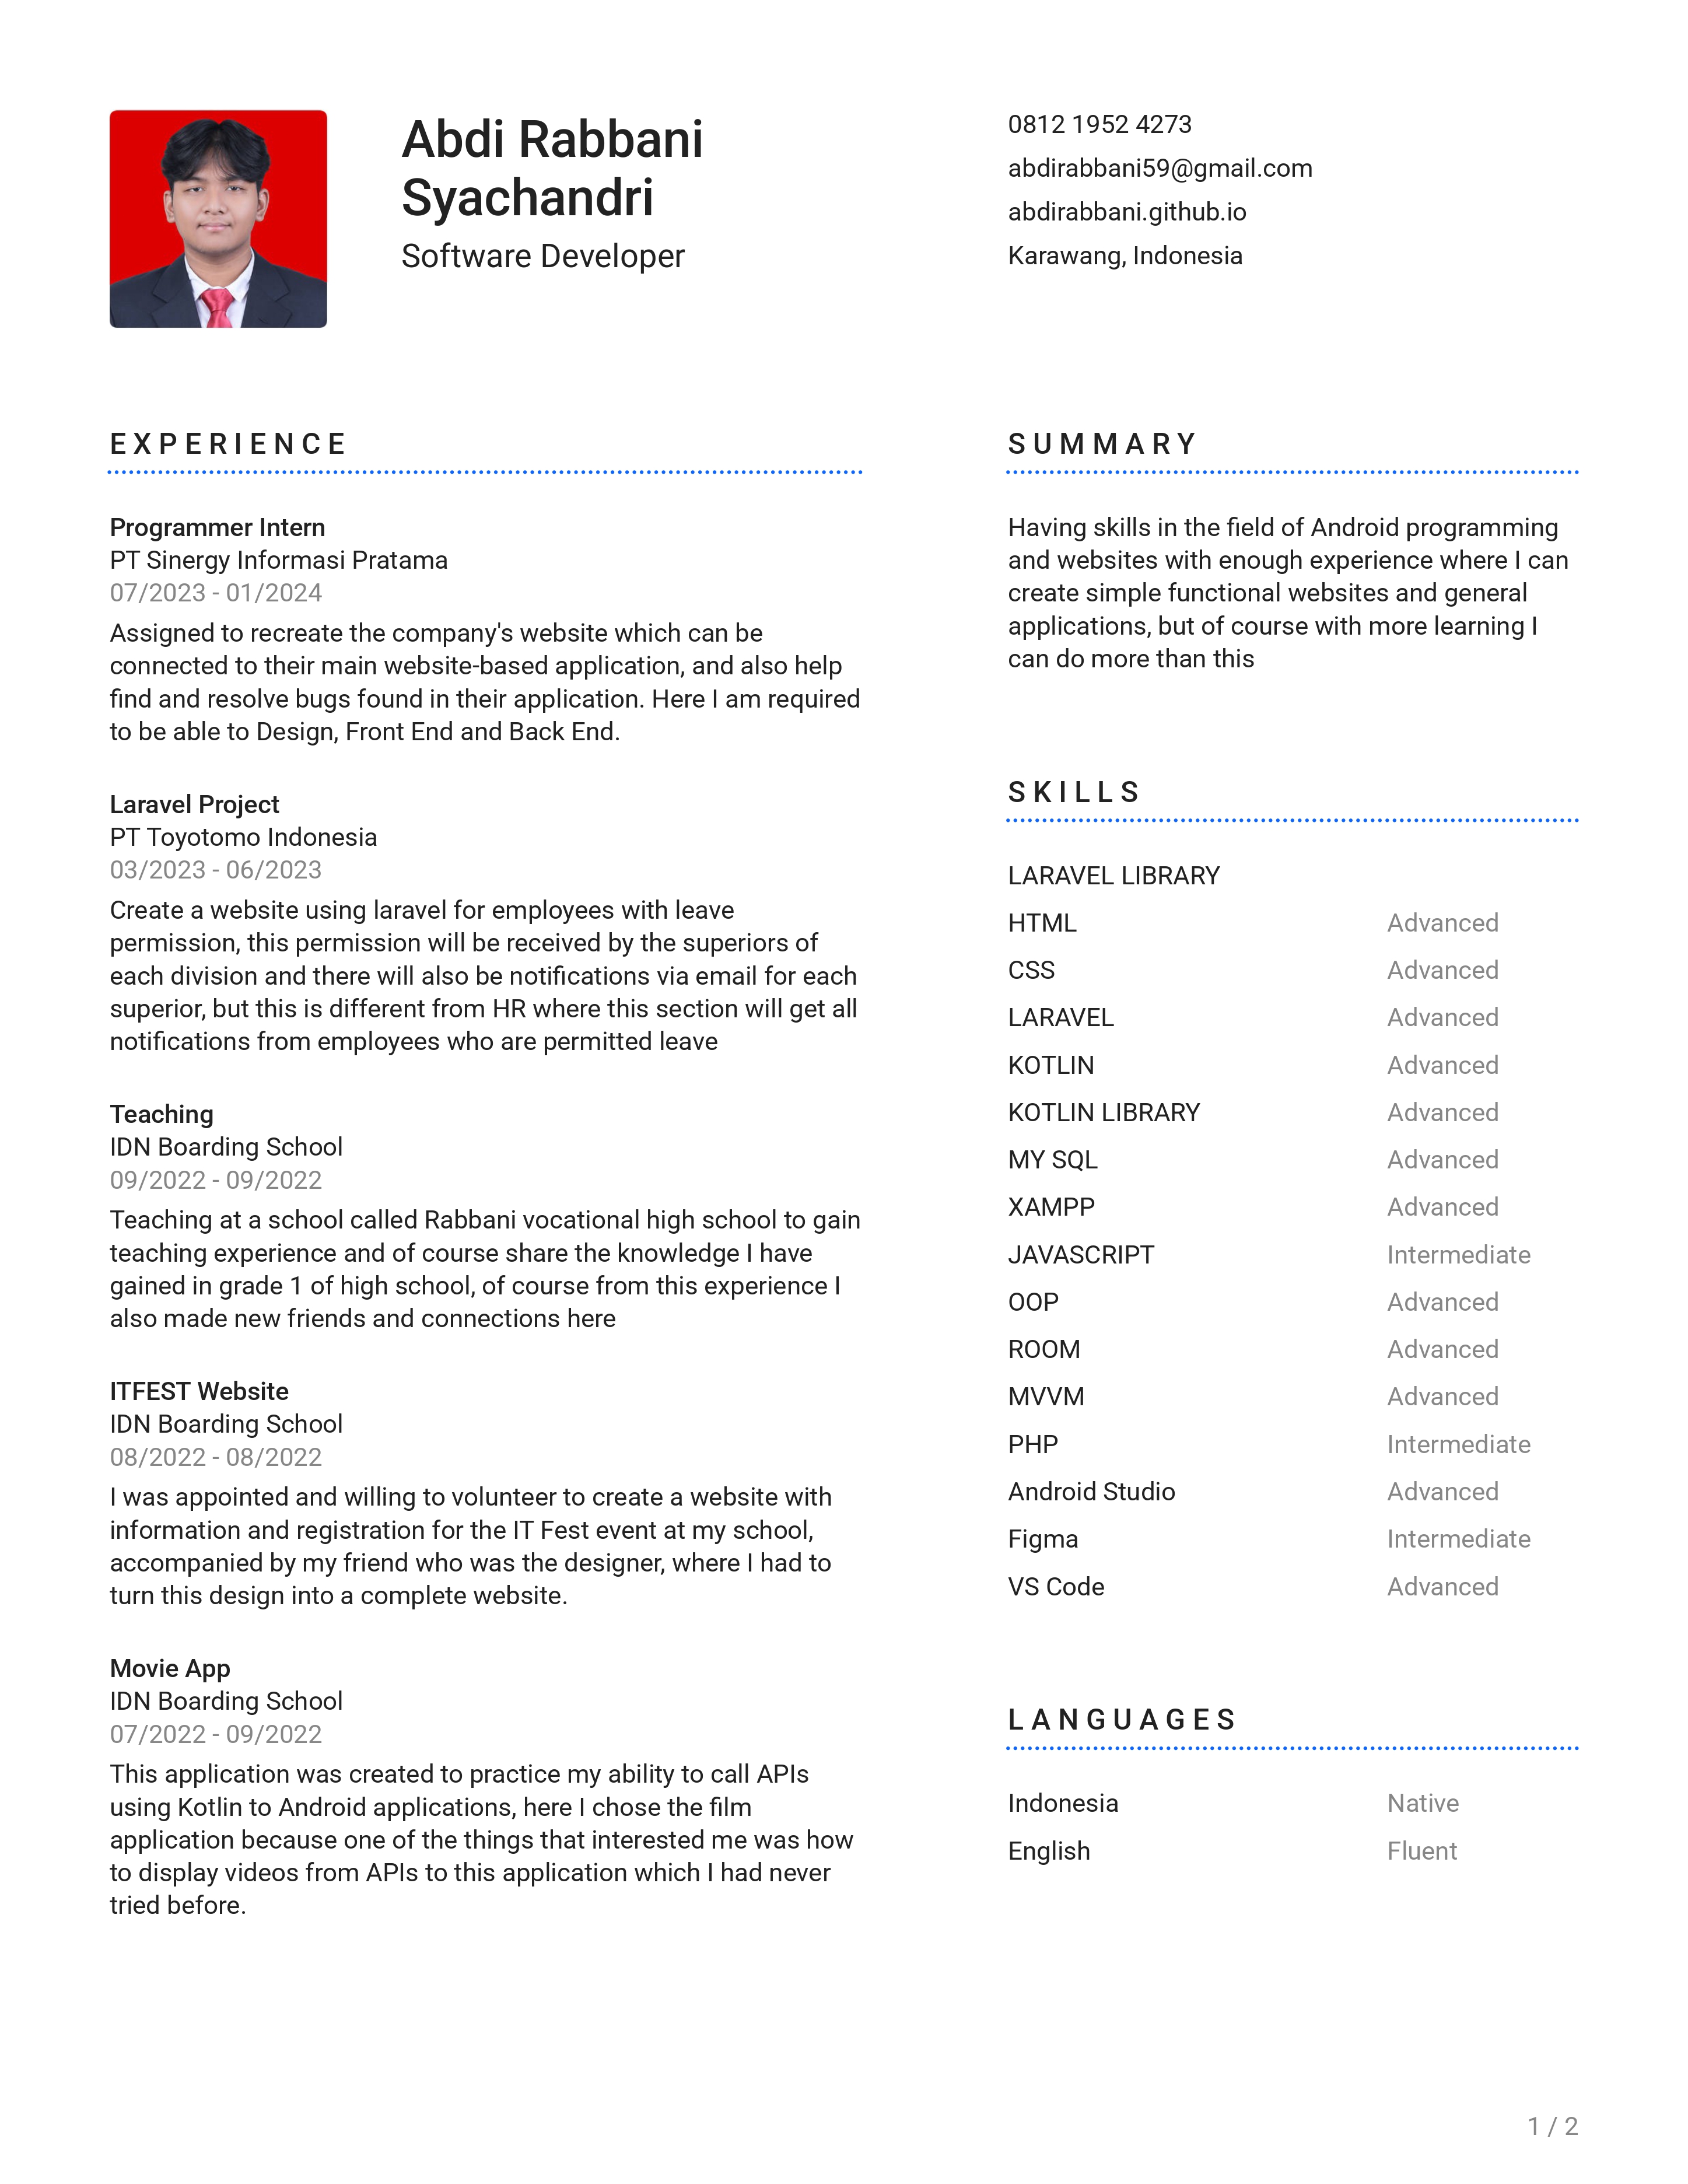 Abdi Rabbani
Syachandri
Software Developer
0812 1952 4273
abdirabbani59@gmail.com
abdirabbani.github.io
Karawang, Indonesia
EXPERIENCE
Programmer Intern
PT Sinergy Informasi Pratama
07/2023 - 01/2024
Assigned to recreate the company's website which can be
connected to their main website-based application, and also help
find and resolve bugs found in their application. Here I am required
to be able to Design, Front End and Back End.
Laravel Project
PT Toyotomo Indonesia
03/2023 - 06/2023
Create a website using laravel for employees with leave
permission, this permission will be received by the superiors of
each division and there will also be notifications via email for each
superior, but this is different from HR where this section will get all
notifications from employees who are permitted leave
Teaching
IDN Boarding School
09/2022 - 09/2022
Teaching at a school called Rabbani vocational high school to gain
teaching experience and of course share the knowledge I have
gained in grade 1 of high school, of course from this experience I
also made new friends and connections here
ITFEST Website
IDN Boarding School
08/2022 - 08/2022
I was appointed and willing to volunteer to create a website with
information and registration for the IT Fest event at my school,
accompanied by my friend who was the designer, where I had to
turn this design into a complete website.
Movie App
IDN Boarding School
07/2022 - 09/2022
This application was created to practice my ability to call APIs
using Kotlin to Android applications, here I chose the film
application because one of the things that interested me was how
to display videos from APIs to this application which I had never
tried before.
SUMMARY
Having skills in the field of Android programming
and websites with enough experience where I can
create simple functional websites and general
applications, but of course with more learning I
can do more than this
SKILLS
LARAVEL LIBRARY
HTML Advanced
CSS Advanced
LARAVEL Advanced
KOTLIN Advanced
KOTLIN LIBRARY Advanced
MY SQL Advanced
XAMPP Advanced
JAVASCRIPT Intermediate
OOP Advanced
ROOM Advanced
MVVM Advanced
PHP Intermediate
Android Studio Advanced
Figma Intermediate
VS Code Advanced
LANGUAGES
Indonesia Native
English Fluent
1 / 2